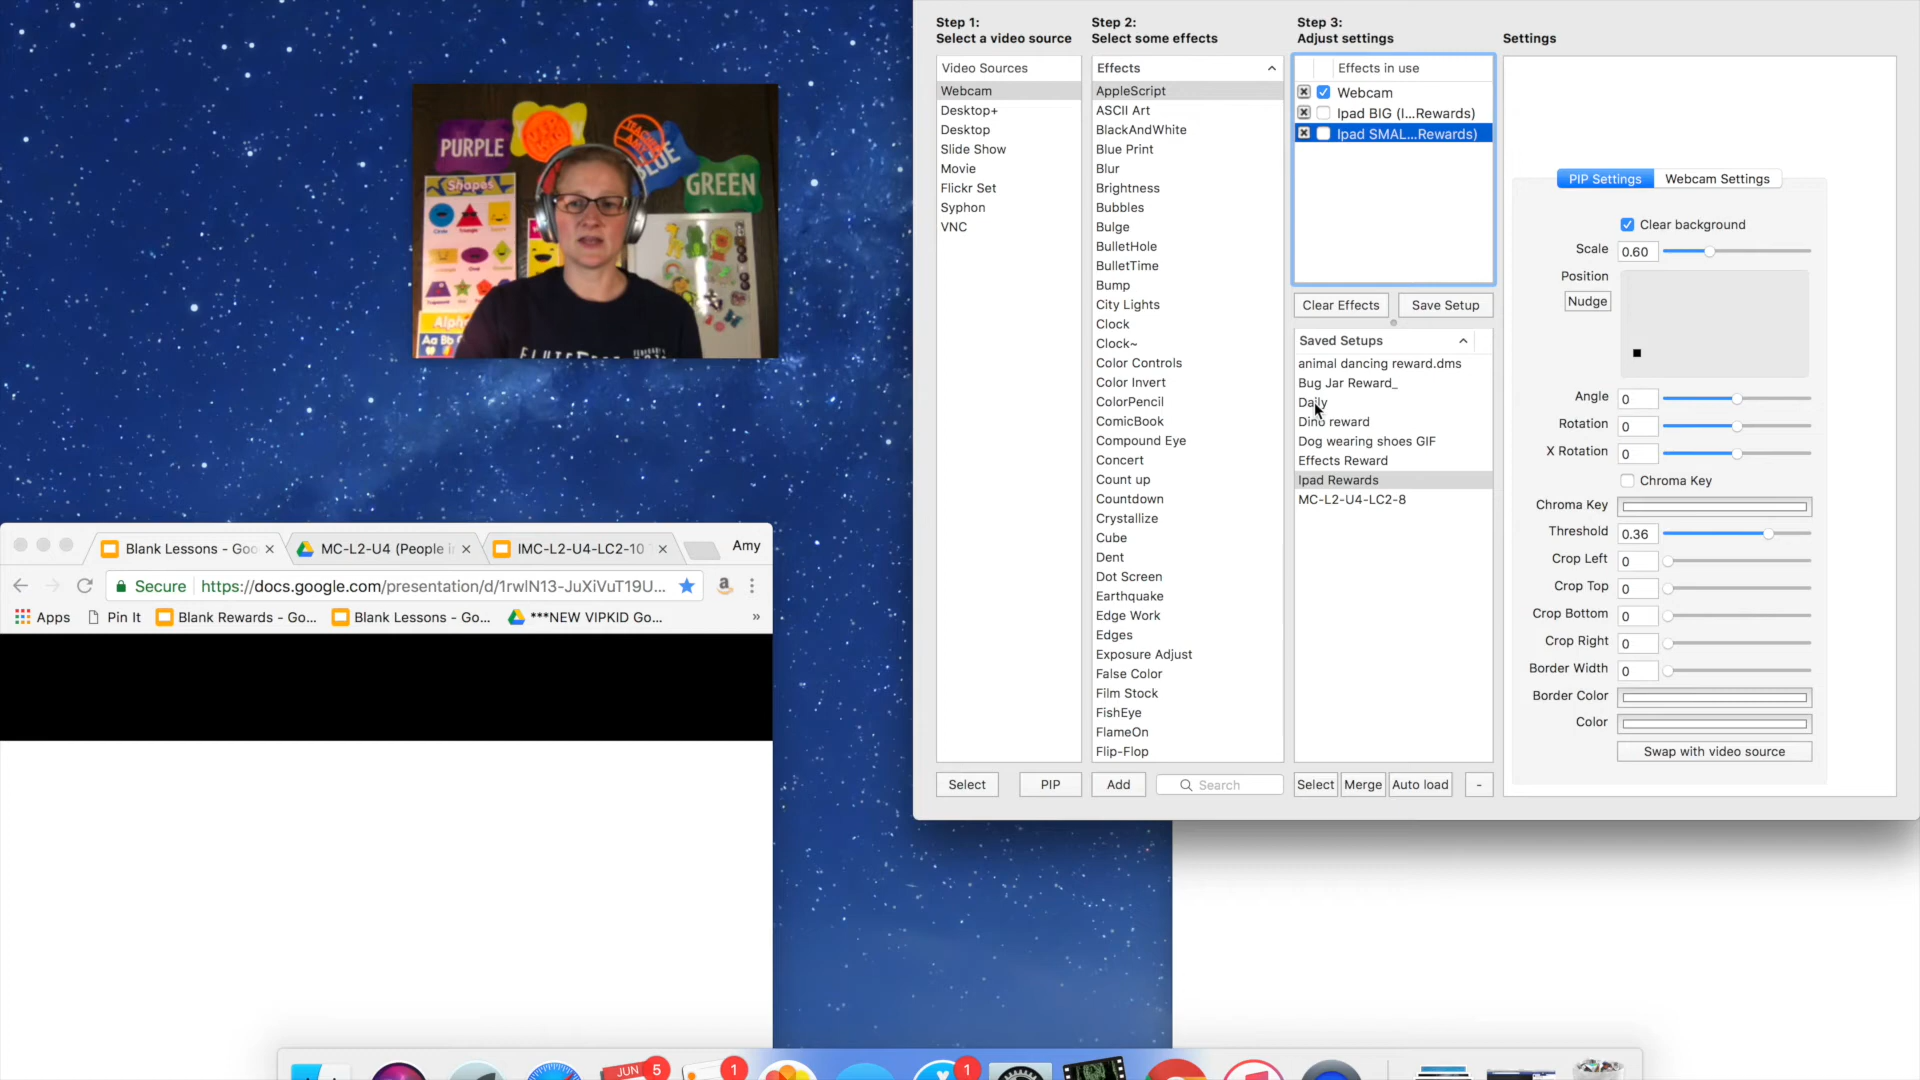 Step 1:
Select a video source
Step 2:
Select some effects
Step 3:
Adjust settings
Settings
Video Sources
Webcam
Desktop+
Desktop
Slide Show
Movie
Flickr Set
Syphon
VNC
Select
PIP
Effects
AppleScript
ASCII Art
BlackAndWhite
Blue Print
Blur
Brightness
Bubbles
Bulge
BulletHole
BulletTime
Bump
City Lights
Clock
Clock~
Color Controls
Color Invert
ColorPencil
ComicBook
Compound Eye
Concert
Count up
Countdown
Crystallize
Cube
Dent
Dot Screen
Earthquake
Edge Work
Edges
Exposure Adjust
False Color
Film Stock
FishEye
FlameOn
Flip-Flop
Add
Search
Effects in use
Webcam
Ipad BIG (I...Rewards)
Ipad SMAL...Rewards)
Clear Effects
Save Setup
Saved Setups
animal dancing reward.dms
Bug Jar Reward_
Daily
Dino reward
Dog wearing shoes GIF
Effects Reward
Ipad Rewards
MC-L2-U4-LC2-8
Select
Merge
Auto load
-
PIP Settings
Webcam Settings
Clear background
Scale 0.60
Position
Nudge
Angle 0
Rotation 0
X Rotation 0
Chroma Key
Chroma Key
Threshold 0.36
Crop Left 0
Crop Top 0
Crop Bottom 0
Crop Right 0
Border Width 0
Border Color
Color
Swap with video source
PURPLE
BLUE
GREEN
Shapes
Aa Bb
Blank Lessons - Goo
MC-L2-U4 (People i
IMC-L2-U4-LC2-10
Amy
Secure
https://docs.google.com/presentation/d/1rwlN13-JuXiVuT19U...
Apps
Pin It
Blank Rewards - Go...
Blank Lessons - Go...
***NEW VIPKID Go...
»
JUN
5
1
1